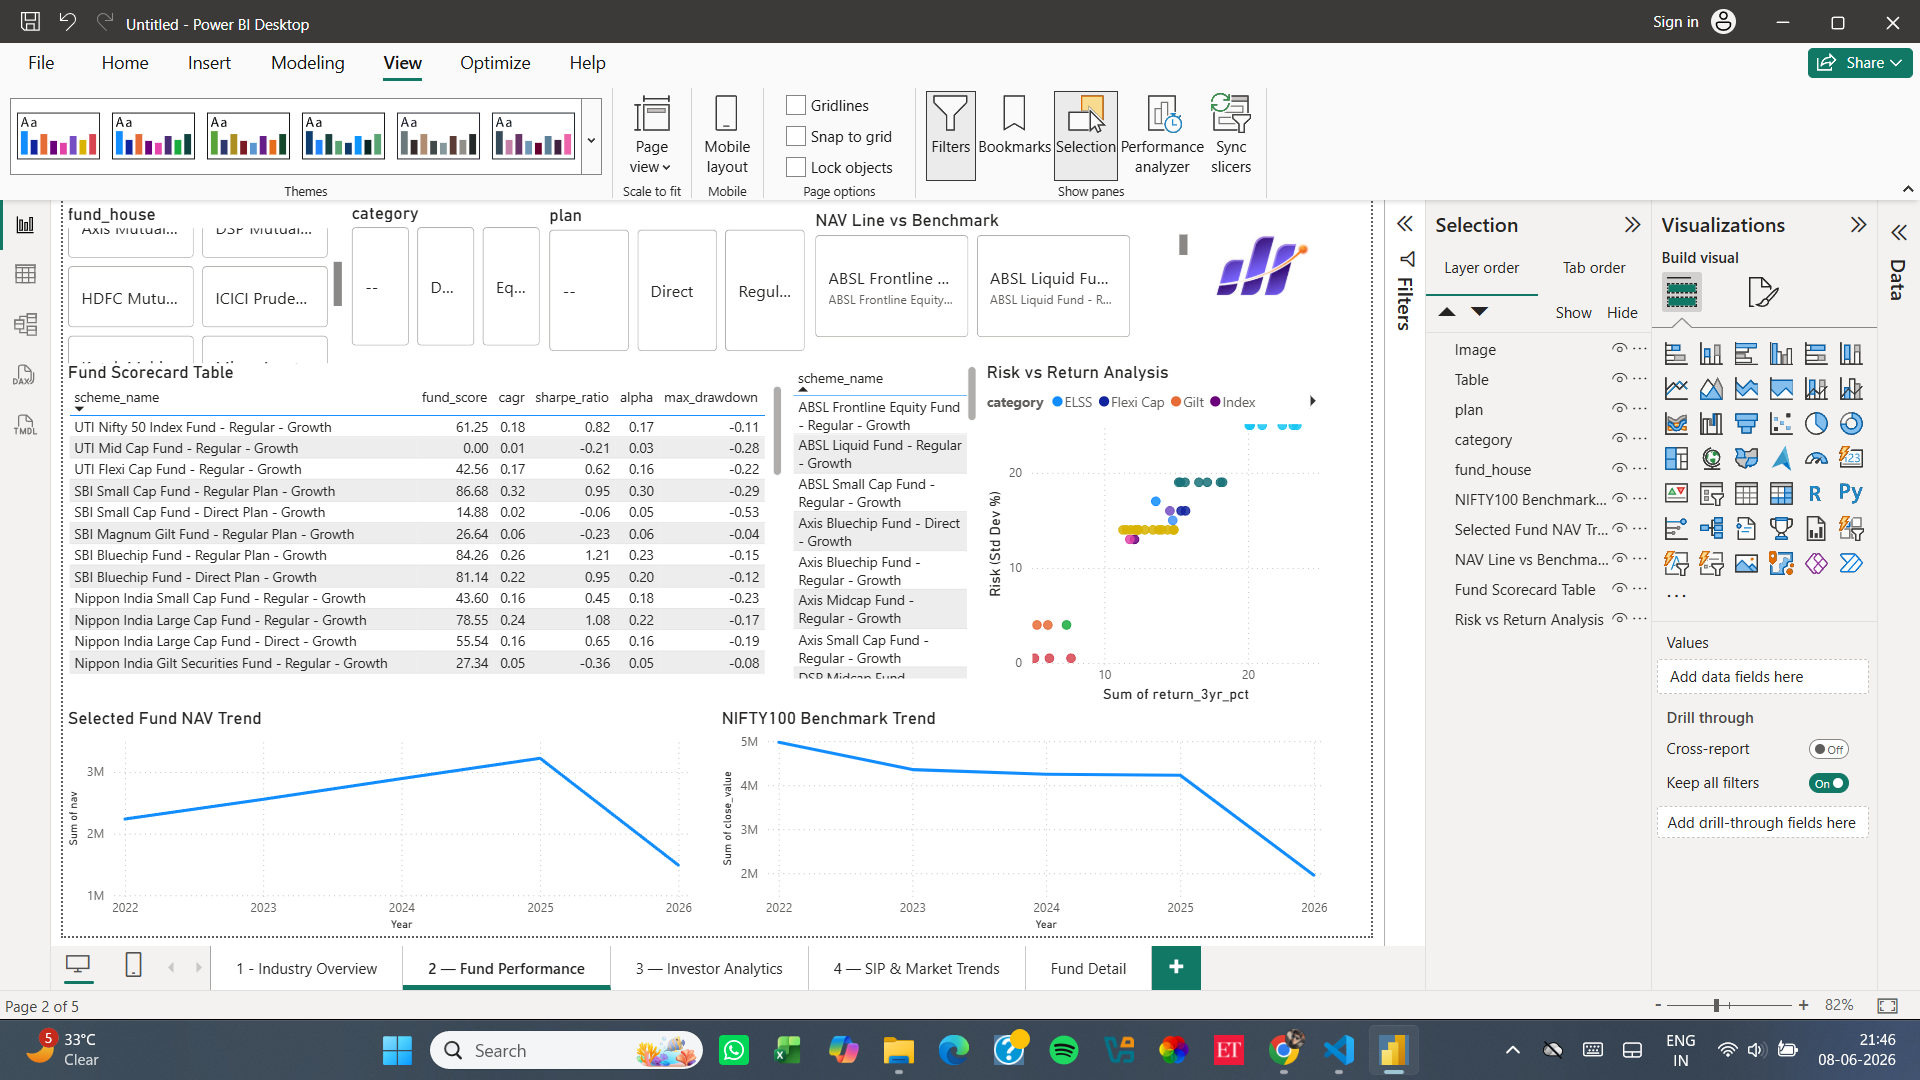 Untitled - Power BI Desktop
Sign in
File
Home
Insert
Modeling
View
Optimize
Help
Share
Aa
Aa
Aa
Aa
Aa
Aa
Themes
Page view
Scale to fit
Mobile layout
Mobile
Gridlines
Snap to grid
Lock objects
Page options
Filters
Bookmarks
Selection
Performance analyzer
Sync slicers
Show panes
fund_house
Axis Mutual...
DSP Mutual...
HDFC Mutu...
ICICI Prude...
category
--
D...
Eq...
plan
--
Direct
Regul...
NAV Line vs Benchmark
ABSL Frontline ...
ABSL Frontline Equity...
ABSL Liquid Fu...
ABSL Liquid Fund - R...
Fund Scorecard Table
scheme_name fund_score cagr sharpe_ratio alpha max_drawdown
UTI Nifty 50 Index Fund - Regular - Growth 61.25 0.18 0.82 0.17 -0.11
UTI Mid Cap Fund - Regular - Growth 0.00 0.01 -0.21 0.03 -0.28
UTI Flexi Cap Fund - Regular - Growth 42.56 0.17 0.62 0.16 -0.22
SBI Small Cap Fund - Regular Plan - Growth 86.68 0.32 0.95 0.30 -0.29
SBI Small Cap Fund - Direct Plan - Growth 14.88 0.02 -0.06 0.05 -0.53
SBI Magnum Gilt Fund - Regular Plan - Growth 26.64 0.06 -0.23 0.06 -0.04
SBI Bluechip Fund - Regular Plan - Growth 84.26 0.26 1.21 0.23 -0.15
SBI Bluechip Fund - Direct Plan - Growth 81.14 0.22 0.95 0.20 -0.12
Nippon India Small Cap Fund - Regular - Growth 43.60 0.16 0.45 0.18 -0.23
Nippon India Large Cap Fund - Regular - Growth 78.55 0.24 1.08 0.22 -0.17
Nippon India Large Cap Fund - Direct - Growth 55.54 0.16 0.65 0.16 -0.19
Nippon India Gilt Securities Fund - Regular - Growth 27.34 0.05 -0.36 0.05 -0.08
scheme_name
ABSL Frontline Equity Fund
- Regular - Growth
ABSL Liquid Fund - Regular
- Growth
ABSL Small Cap Fund -
Regular - Growth
Axis Bluechip Fund - Direct
- Growth
Axis Bluechip Fund -
Regular - Growth
Axis Midcap Fund -
Regular - Growth
Axis Small Cap Fund -
Regular - Growth
DSP Midcap Fund
Risk vs Return Analysis
category ELSS Flexi Cap Gilt Index
Risk (Std Dev %)
20
10
0
10 20
Sum of return_3yr_pct
Selected Fund NAV Trend
Sum of nav
3M
2M
1M
2022 2023 2024 2025 2026
Year
NIFTY100 Benchmark Trend
Sum of close_value
5M
4M
3M
2M
2022 2023 2024 2025 2026
Year
Filters
Selection
Layer order
Tab order
Show Hide
Image
Table
plan
category
fund_house
NIFTY100 Benchmark...
Selected Fund NAV Tr...
NAV Line vs Benchma...
Fund Scorecard Table
Risk vs Return Analysis
Visualizations
Build visual
123
R
Py
...
Values
Add data fields here
Drill through
Cross-report Off
Keep all filters On
Add drill-through fields here
Data
DAX
TMDL
1 - Industry Overview
2 — Fund Performance
3 — Investor Analytics
4 — SIP & Market Trends
Fund Detail
+
Page 2 of 5
- + 82%
5
33°C
Clear
Search
ET
ENG
IN
21:46
08-06-2026